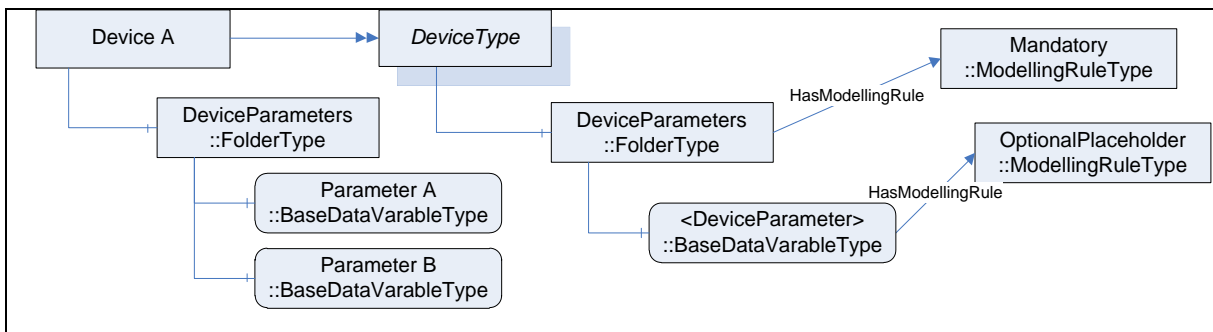 Device A
DeviceType
Mandatory
::ModellingRuleType
HasModellingRule
DeviceParameters
::FolderType
DeviceParameters
::FolderType
OptionalPlaceholder
::ModellingRuleType
HasModellingRule
Parameter A
::BaseDataVarableType
<DeviceParameter>
::BaseDataVarableType
Parameter B
::BaseDataVarableType